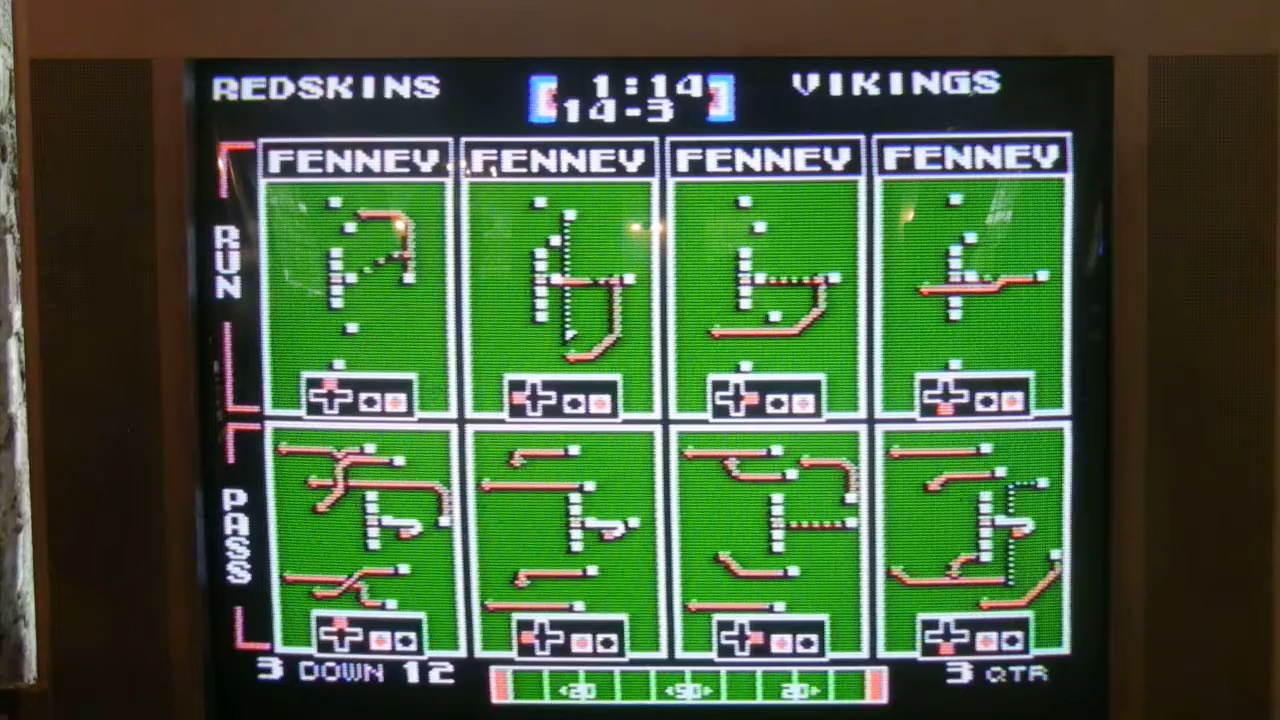 REDSKINS 1:14 VIKINGS
14-3
FENNEY FENNEY FENNEY FENNEY
RUN
PASS
3 DOWN 12 3 QTR
<20 <50> 20>